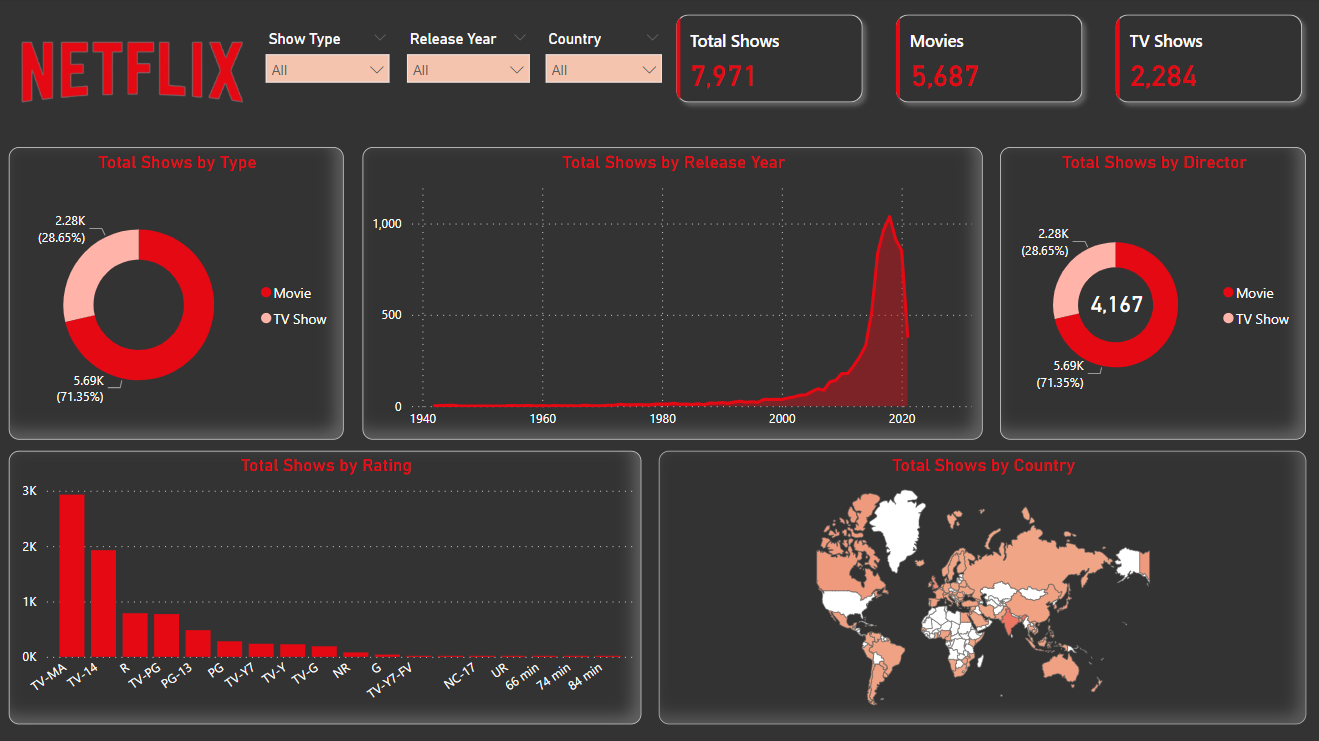 NETFLIX
Show Type
All
Release Year
All
Country
All
Total Shows
7,971
Movies
5,687
TV Shows
2,284
Total Shows by Type
2.28K
(28.65%)
5.69K
(71.35%)
Movie
TV Show
Total Shows by Release Year
1,000
500
0
1940
1960
1980
2000
2020
Total Shows by Director
2.28K
(28.65%)
4,167
5.69K
(71.35%)
Movie
TV Show
Total Shows by Rating
3K
2K
1K
0K
TV-MA
TV-14
R
TV-PG
PG-13
PG
TV-Y7
TV-Y
TV-G
NR
G
TV-Y7-FV
NC-17
UR
66 min
74 min
84 min
Total Shows by Country